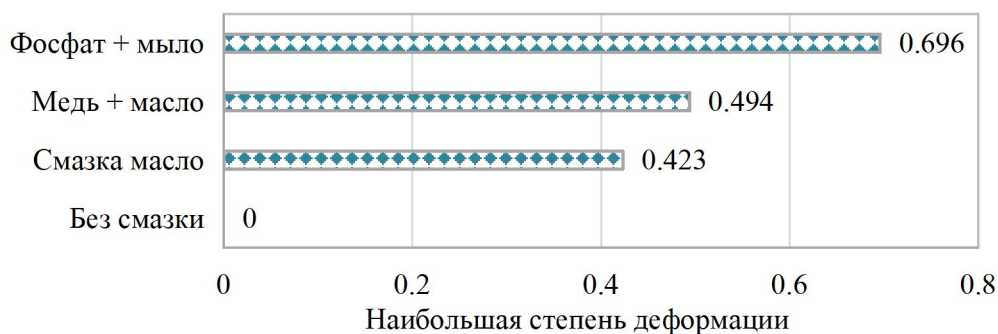 Фосфат + мыло
0.696
Медь + масло
0.494
Смазка масло
0.423
Без смазки
0
0 0.2 0.4 0.6 0.8
Наибольшая степень деформации